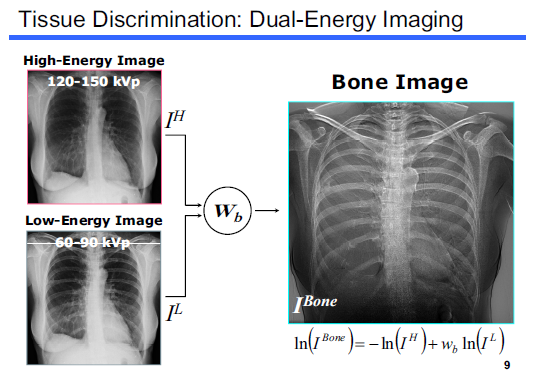 Tissue Discrimination: Dual-Energy Imaging
High-Energy Image
120-150 kVp
I^H
Low-Energy Image
60-90 kVp
I^L
W_b
Bone Image
I^Bone
ln(I^Bone) = − ln(I^H) + w_b ln(I^L)
9